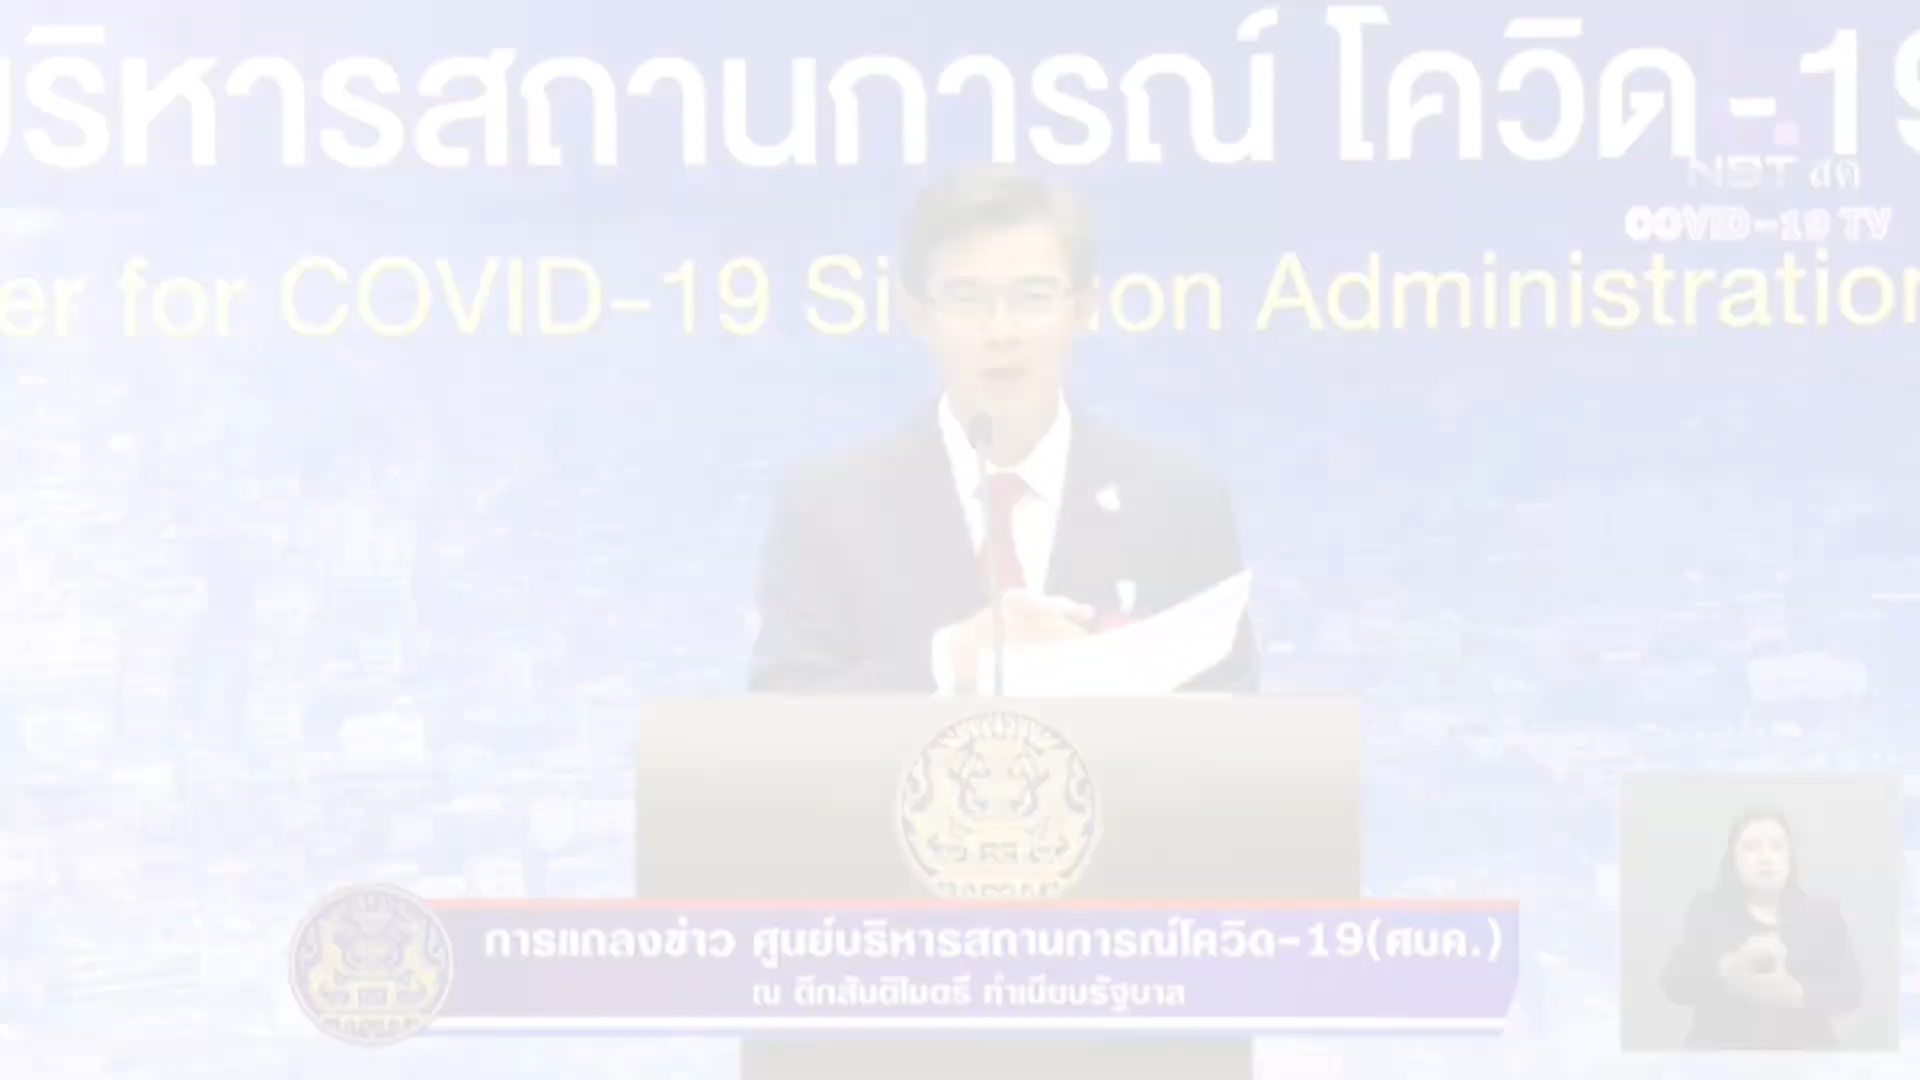 บริหารสถานการณ์ โควิด-19
NBT สด
COVID-19 TV
er for COVID-19 Si ion Administration
การแถลงข่าว ศูนย์บริหารสถานการณ์โควิด-19(ศบค.)
ณ ตึกสันติไมตรี ทำเนียบรัฐบาล